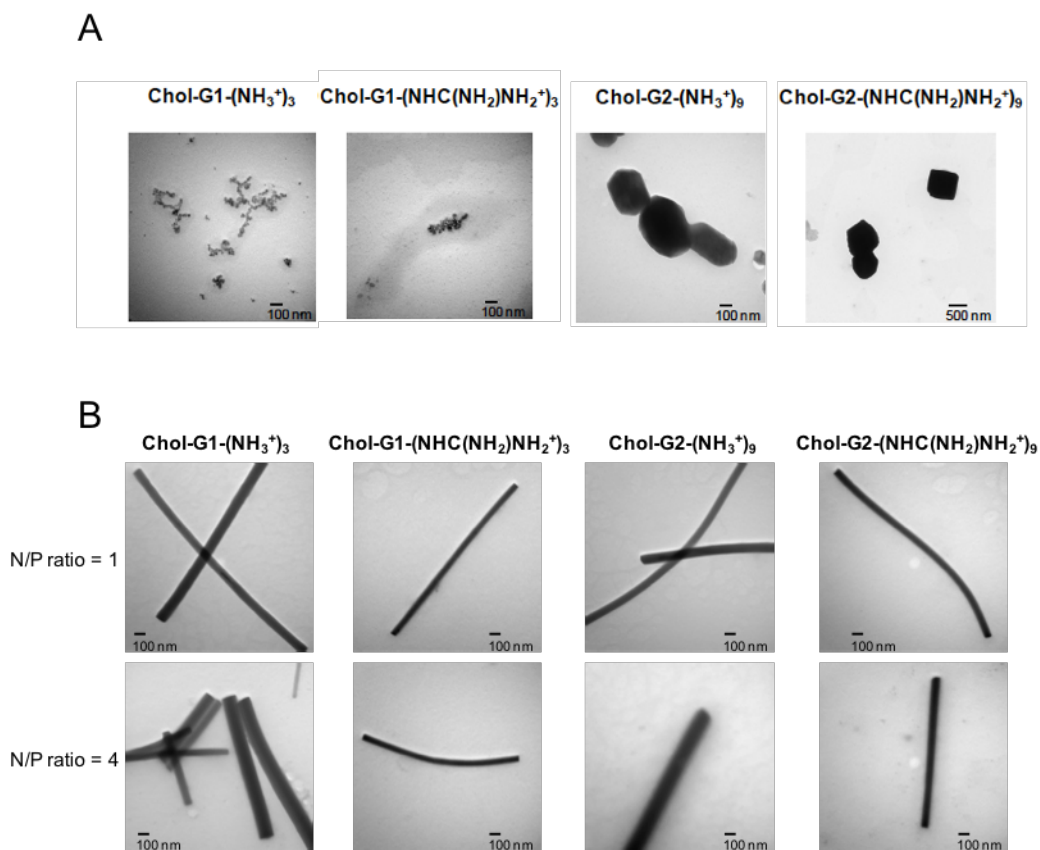 A
Chol-G1-(NH₃⁺)₃
Chol-G1-(NHC(NH₂)NH₂⁺)₃
Chol-G2-(NH₃⁺)₉
Chol-G2-(NHC(NH₂)NH₂⁺)₉
100 nm
100 nm
100 nm
500 nm
B
Chol-G1-(NH₃⁺)₃
Chol-G1-(NHC(NH₂)NH₂⁺)₃
Chol-G2-(NH₃⁺)₉
Chol-G2-(NHC(NH₂)NH₂⁺)₉
N/P ratio = 1
100 nm
100 nm
100 nm
100 nm
N/P ratio = 4
100 nm
100 nm
100 nm
100 nm